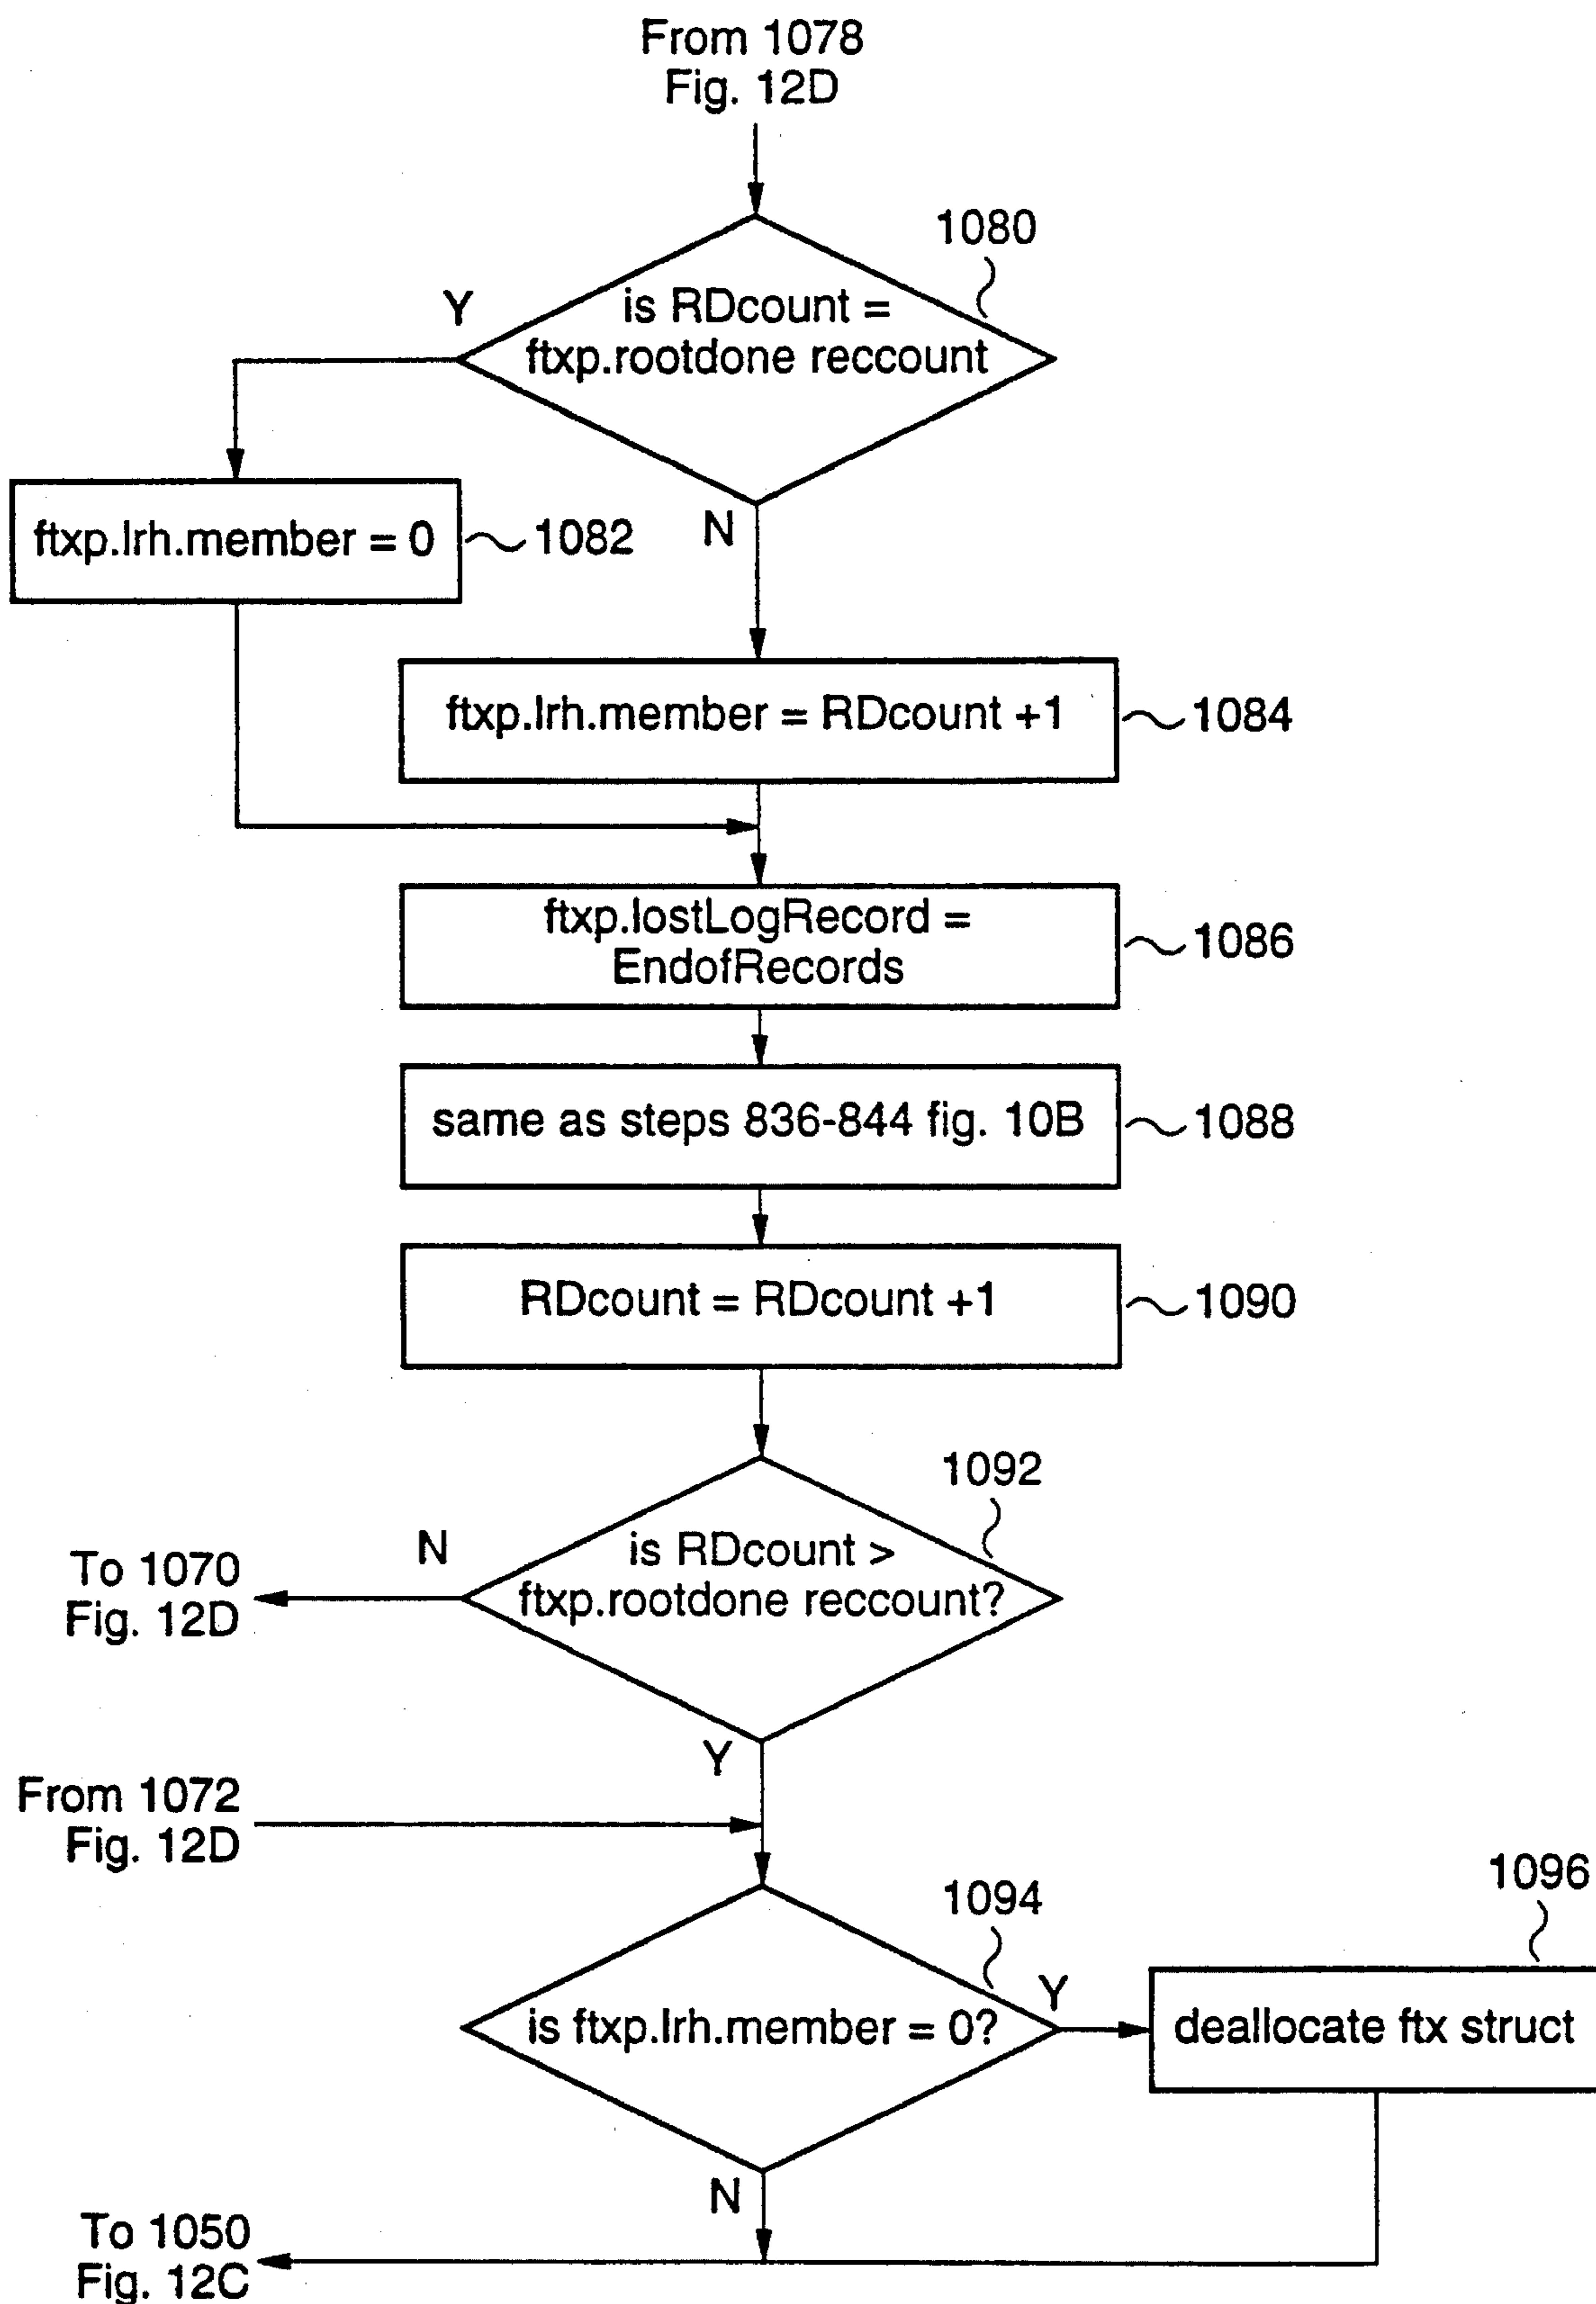 From 1078
Fig. 12D
1080
Y
is RDcount =
ftxp.rootdone reccount
N
ftxp.lrh.member = 0
1082
ftxp.lrh.member = RDcount +1
1084
ftxp.lostLogRecord =
EndofRecords
1086
same as steps 836-844 fig. 10B
1088
RDcount = RDcount +1
1090
1092
N
is RDcount >
ftxp.rootdone reccount?
To 1070
Fig. 12D
Y
From 1072
Fig. 12D
1094
1096
Y
is ftxp.lrh.member = 0?
deallocate ftx struct
N
To 1050
Fig. 12C